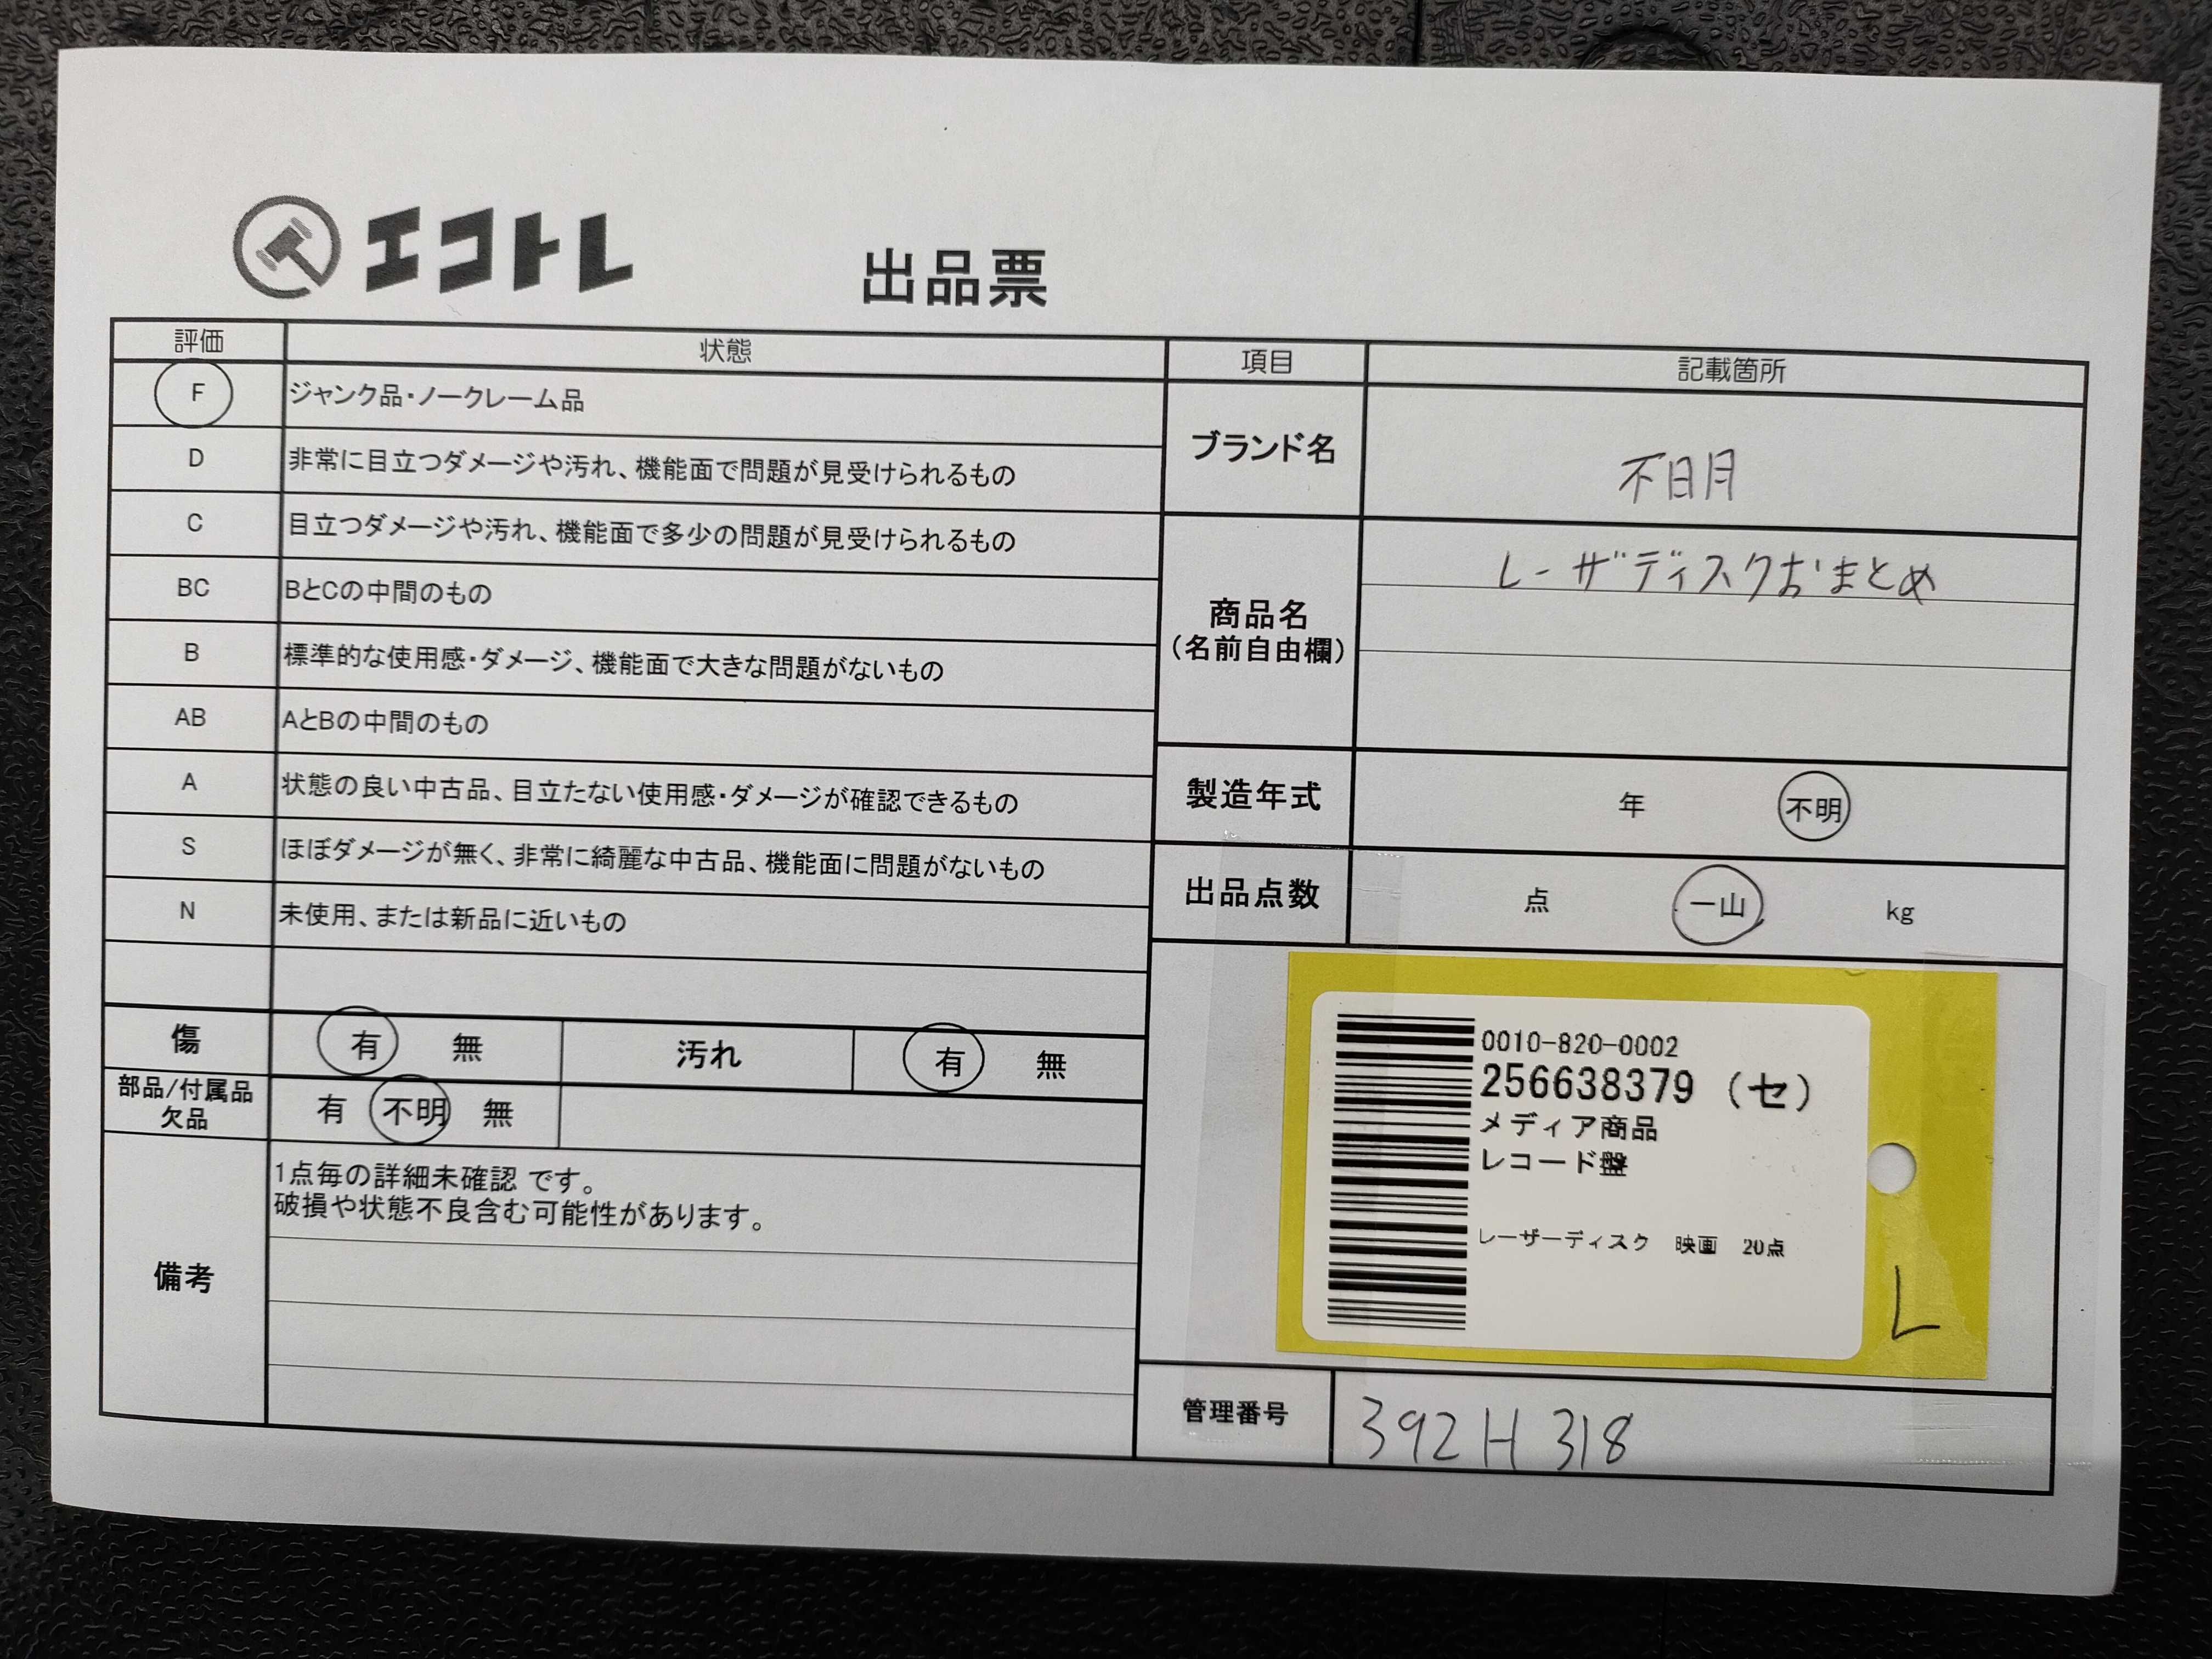 エコトレ
出品票
評価 状態
F ジャンク品・ノークレーム品
D 非常に目立つダメージや汚れ、機能面で問題が見受けられるもの
C 目立つダメージや汚れ、機能面で多少の問題が見受けられるもの
BC BとCの中間のもの
B 標準的な使用感・ダメージ、機能面で大きな問題がないもの
AB AとBの中間のもの
A 状態の良い中古品、目立たない使用感・ダメージが確認できるもの
S ほぼダメージが無く、非常に綺麗な中古品、機能面に問題がないもの
N 未使用、または新品に近いもの
傷 有 無 汚れ 有 無
部品/付属品
欠品
有 不明 無
備考
1点毎の詳細未確認 です。
破損や状態不良含む可能性があります。
項目 記載箇所
ブランド名 不明
商品名
(名前自由欄)
レーザディスクおまとめ
製造年式 年 不明
出品点数 点 一山 kg
0010-820-0002
256638379 (セ)
メディア商品
レコード盤
レーザーディスク 映画 20点
L
管理番号 392H 318